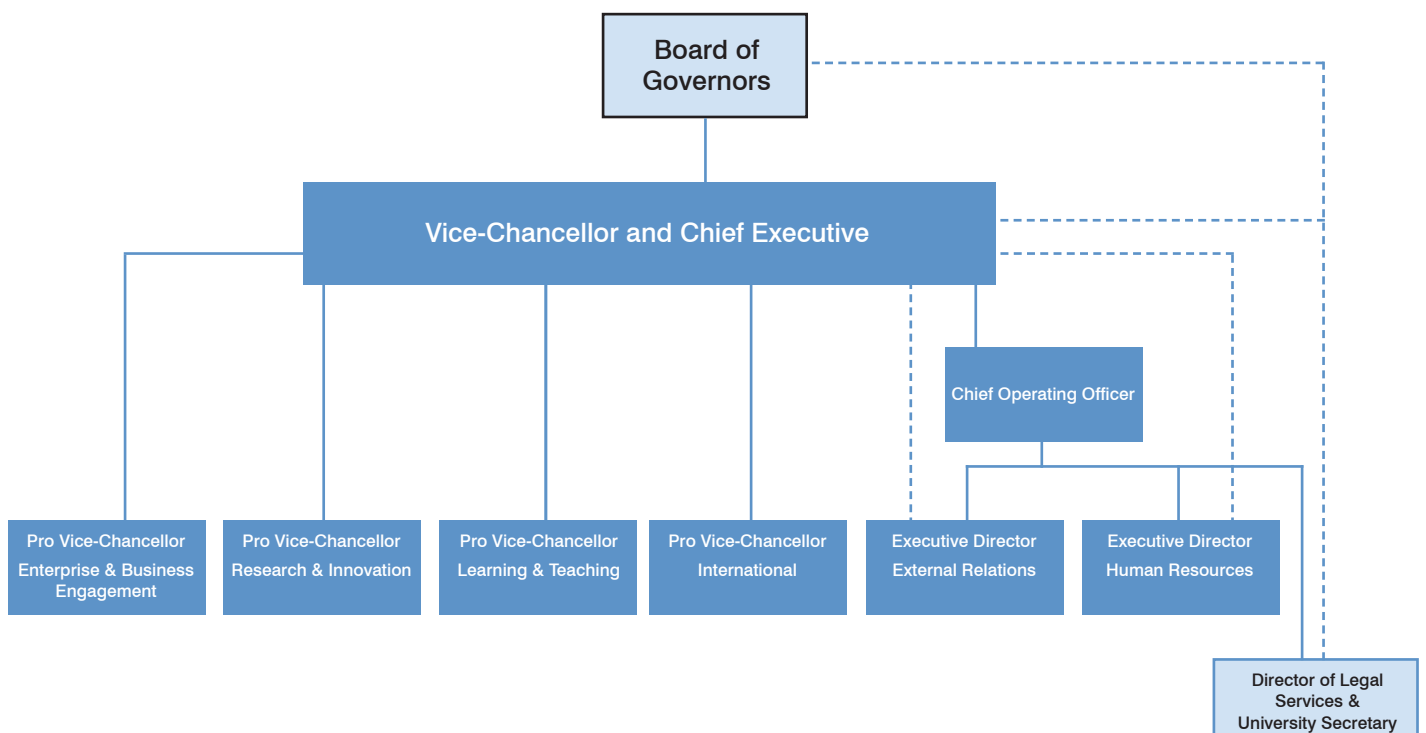 Board of
Governors
Vice-Chancellor and Chief Executive
Chief Operating Officer
Pro Vice-Chancellor
Enterprise & Business
Engagement
Pro Vice-Chancellor
Research & Innovation
Pro Vice-Chancellor
Learning & Teaching
Pro Vice-Chancellor
International
Executive Director
External Relations
Executive Director
Human Resources
Director of Legal
Services &
University Secretary